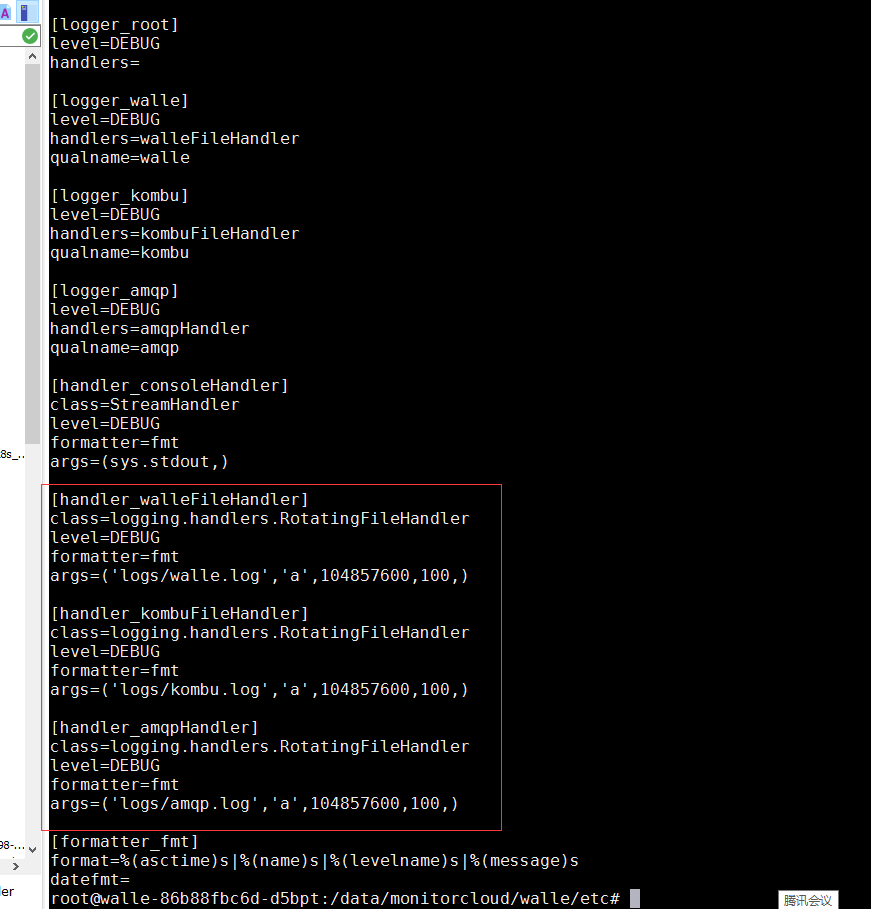 [logger_root]
level=DEBUG
handlers=
[logger_walle]
level=DEBUG
handlers=walleFileHandler
qualname=walle
[logger_kombu]
level=DEBUG
handlers=kombuFileHandler
qualname=kombu
[logger_amqp]
level=DEBUG
handlers=amqpHandler
qualname=amqp
[handler_consoleHandler]
class=StreamHandler
level=DEBUG
formatter=fmt
8s_...
args=(sys.stdout,)
[handler_walleFileHandler]
class=logging.handlers.RotatingFileHandler
level=DEBUG
formatter=fmt
args=('logs/walle.log','a',104857600,100,)
[handler_kombuFileHandler]
class=logging.handlers.RotatingFileHandler
level=DEBUG
formatter=fmt
args=('logs/kombu.log','a',104857600,100,)
[handler_amqpHandler]
class=logging.handlers.RotatingFileHandler
level=DEBUG
formatter=fmt
args=('logs/amqp.log','a',104857600,100,)
98-...
[formatter_fmt]
format=%(asctime)s|%(name)s|%(levelname)s|%(message)s
datefmt=
der
root@walle-86b88fbc6d-d5bpt:/data/monitorcloud/walle/etc#
腾讯会议